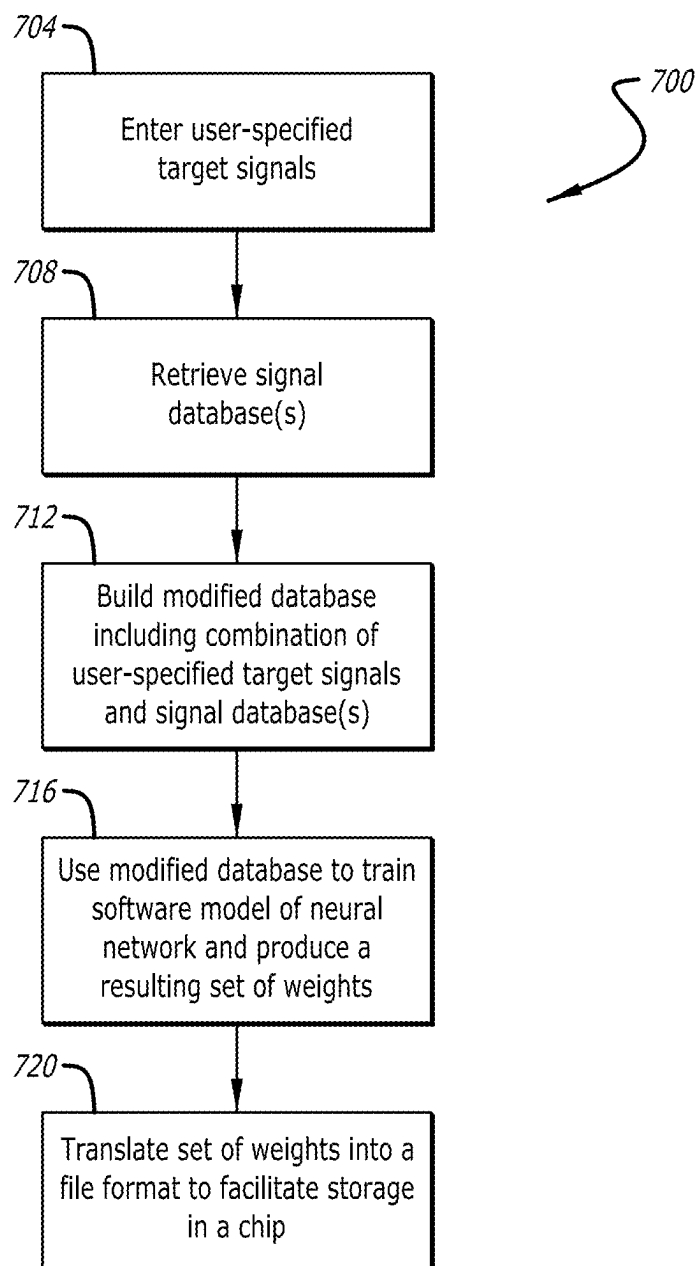 704
700
Enter user-specified
target signals
708
Retrieve signal
database(s)
712
Build modified database
including combination of
user-specified target signals
and signal database(s)
716
Use modified database to train
software model of neural
network and produce a
resulting set of weights
720
Translate set of weights into a
file format to facilitate storage
in a chip